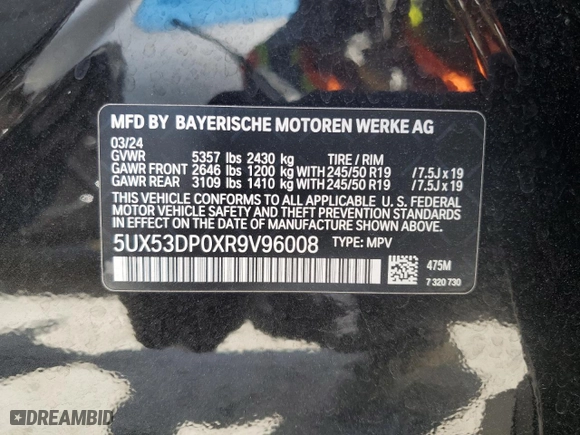 MFD BY BAYERISCHE MOTOREN WERKE AG
03/24
GVWR 5357 lbs 2430 kg TIRE / RIM
GAWR FRONT 2646 lbs 1200 kg WITH 245/50 R19 / 7.5J x 19
GAWR REAR 3109 lbs 1410 kg WITH 245/50 R19 / 7.5J x 19
THIS VEHICLE CONFORMS TO ALL APPLICABLE U. S. FEDERAL
MOTOR VEHICLE SAFETY AND THEFT PREVENTION STANDARDS
IN EFFECT ON THE DATE OF MANUFACTURE SHOWN ABOVE.
5UX53DP0XR9V96008 TYPE: MPV
475M
7 320 730
DREAMBID